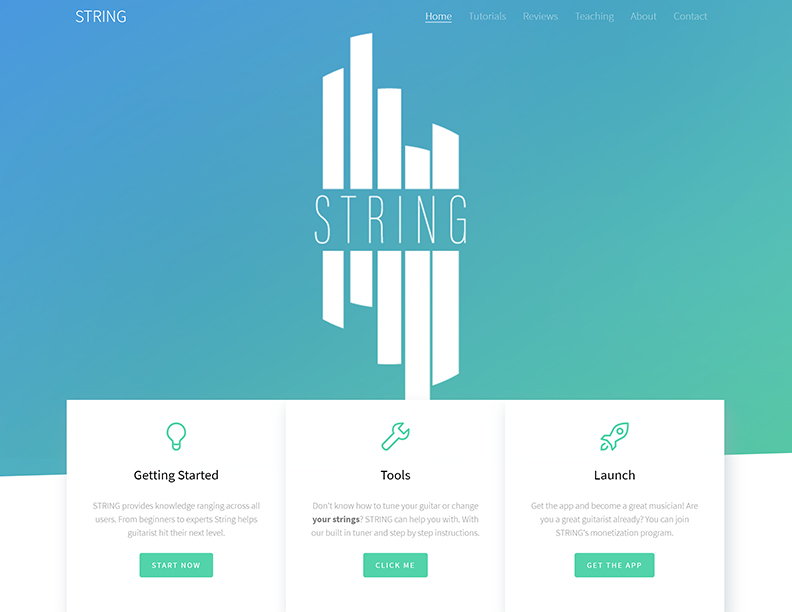 STRING
Home Tutorials Reviews Teaching About Contact
STRING
Getting Started
STRING provides knowledge ranging across all
users. From beginners to experts String helps
guitarist hit their next level.
START NOW
Tools
Don't know how to tune your guitar or change
your strings? STRING can help you with. With
our built in tuner and step by step instructions.
CLICK ME
Launch
Get the app and become a great musician! Are
you a great guitarist already? You can join
STRING's monetization program.
GET THE APP